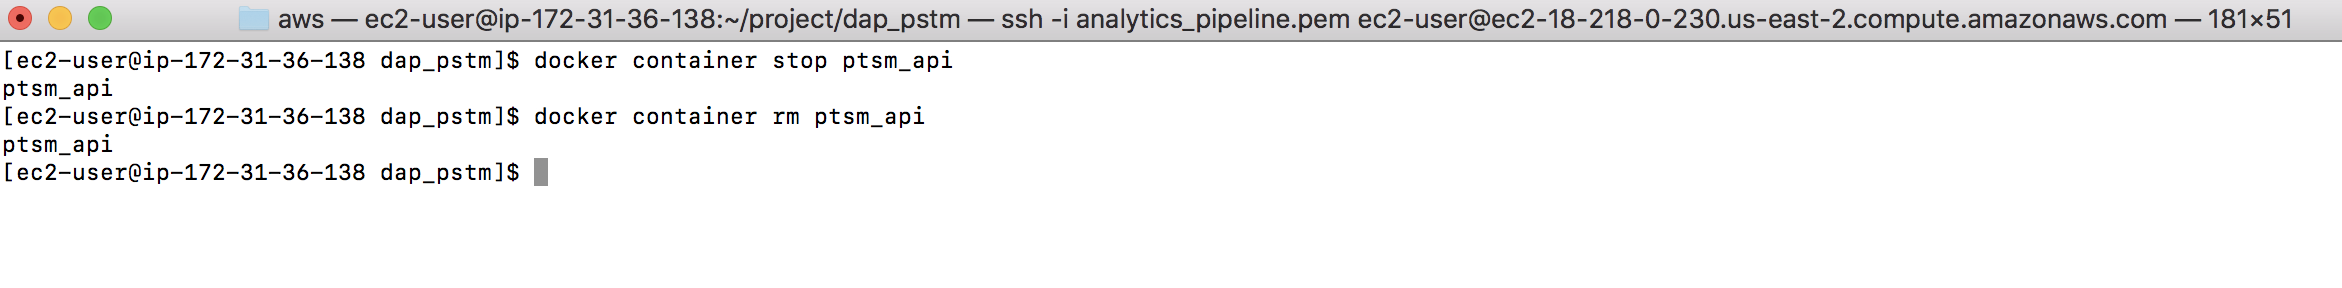 aws — ec2-user@ip-172-31-36-138:~/project/dap_pstm — ssh -i analytics_pipeline.pem ec2-user@ec2-18-218-0-230.us-east-2.compute.amazonaws.com — 181×51
[ec2-user@ip-172-31-36-138 dap_pstm]$ docker container stop ptsm_api
ptsm_api
[ec2-user@ip-172-31-36-138 dap_pstm]$ docker container rm ptsm_api
ptsm_api
[ec2-user@ip-172-31-36-138 dap_pstm]$